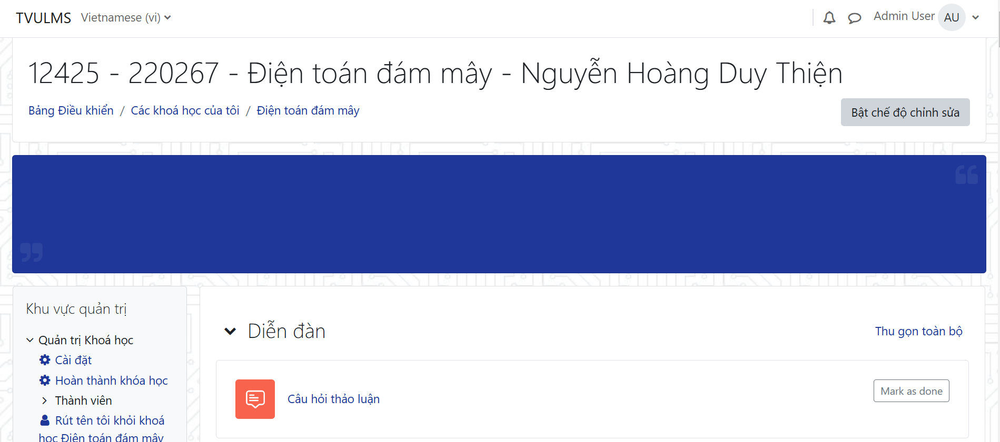 TVULMS Vietnamese (vi) Admin User AU
12425 - 220267 - Điện toán đám mây - Nguyễn Hoàng Duy Thiện
Bảng Điều khiển / Các khoá học của tôi / Điện toán đám mây
Bật chế độ chỉnh sửa
Khu vực quản trị
Quản trị Khoá học
Cài đặt
Hoàn thành khóa học
Thành viên
Rút tên tôi khỏi khoá
học Điện toán đám mây
Diễn đàn
Thu gọn toàn bộ
Câu hỏi thảo luận
Mark as done